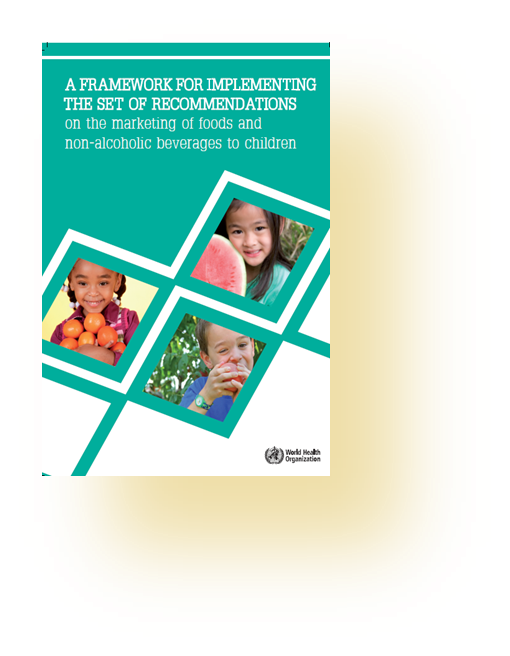 A FRAMEWORK FOR IMPLEMENTING
THE SET OF RECOMMENDATIONS
on the marketing of foods and
non-alcoholic beverages to children
World Health
Organization